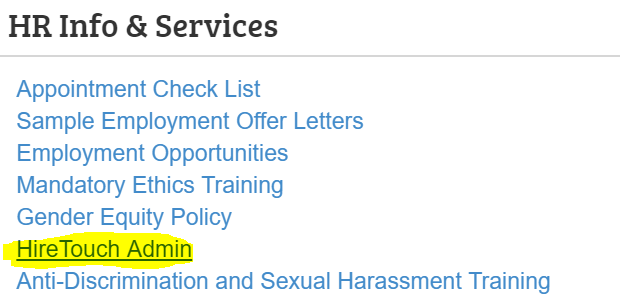 HR Info & Services
Appointment Check List
Sample Employment Offer Letters
Employment Opportunities
Mandatory Ethics Training
Gender Equity Policy
HireTouch Admin
Anti-Discrimination and Sexual Harassment Training